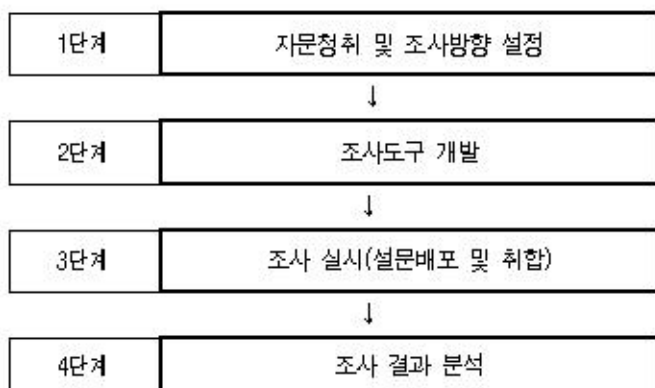 1단계 자문청취 및 조사방향 설정
↓
2단계 조사도구 개발
↓
3단계 조사 실시(설문배포 및 취합)
↓
4단계 조사 결과 분석